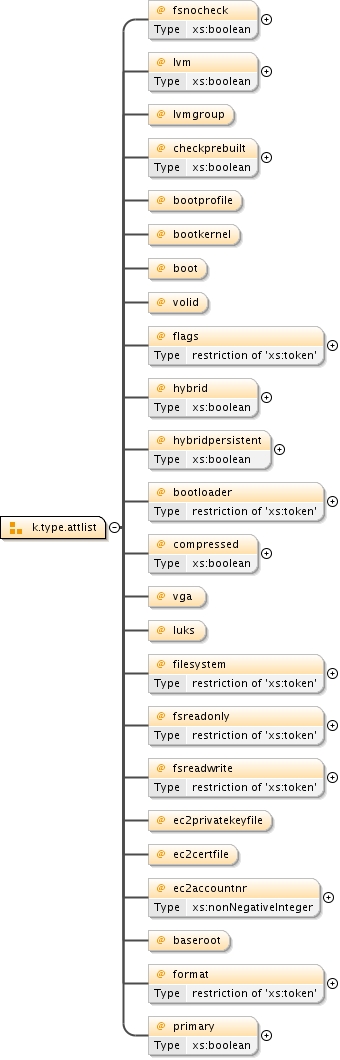 @ fsnocheck
Type xs:boolean
@ lvm
Type xs:boolean
@ lvmgroup
@ checkprebuilt
Type xs:boolean
@ bootprofile
@ bootkernel
@ boot
@ volid
@ flags
Type restriction of 'xs:token'
@ hybrid
Type xs:boolean
@ hybridpersistent
Type xs:boolean
@ bootloader
Type restriction of 'xs:token'
k.type.attlist
@ compressed
Type xs:boolean
@ vga
@ luks
@ filesystem
Type restriction of 'xs:token'
@ fsreadonly
Type restriction of 'xs:token'
@ fsreadwrite
Type restriction of 'xs:token'
@ ec2privatekeyfile
@ ec2certfile
@ ec2accountnr
Type xs:nonNegativeInteger
@ baseroot
@ format
Type restriction of 'xs:token'
@ primary
Type xs:boolean